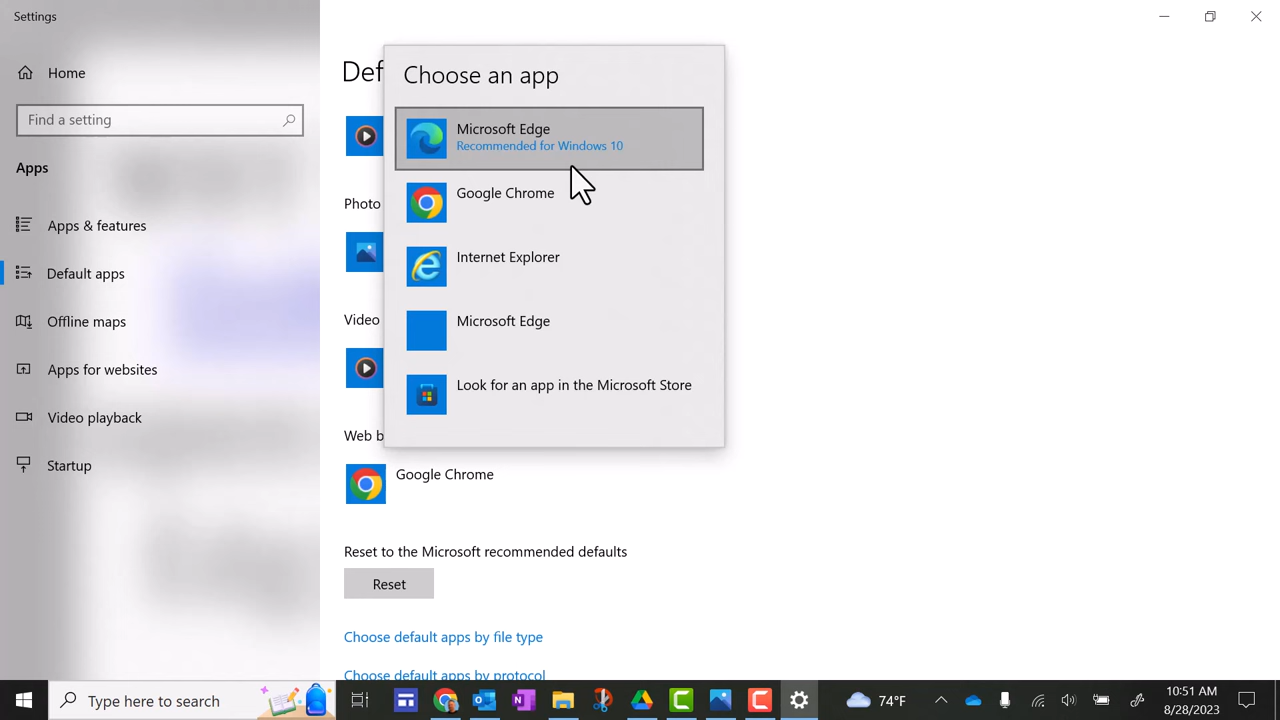 Settings
Home
Find a setting
Apps
Apps & features
Default apps
Offline maps
Apps for websites
Video playback
Startup
Def
Choose an app
Microsoft Edge
Recommended for Windows 10
Google Chrome
Internet Explorer
Microsoft Edge
Look for an app in the Microsoft Store
Photo
Video
Web b
Google Chrome
Reset to the Microsoft recommended defaults
Reset
Choose default apps by file type
Choose default apps by protocol
Type here to search
74°F
10:51 AM
8/28/2023